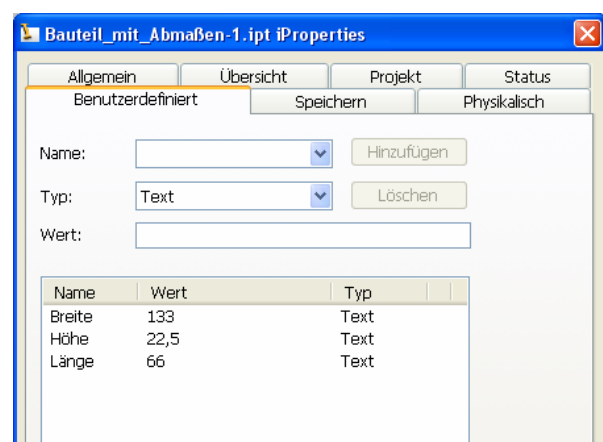 Bauteil_mit_Abmaßen-1.ipt iProperties
Allgemein Übersicht Projekt Status
Benutzerdefiniert Speichern Physikalisch
Name: Hinzufügen
Typ: Text Löschen
Wert:
Name Wert Typ
Breite 133 Text
Höhe 22,5 Text
Länge 66 Text